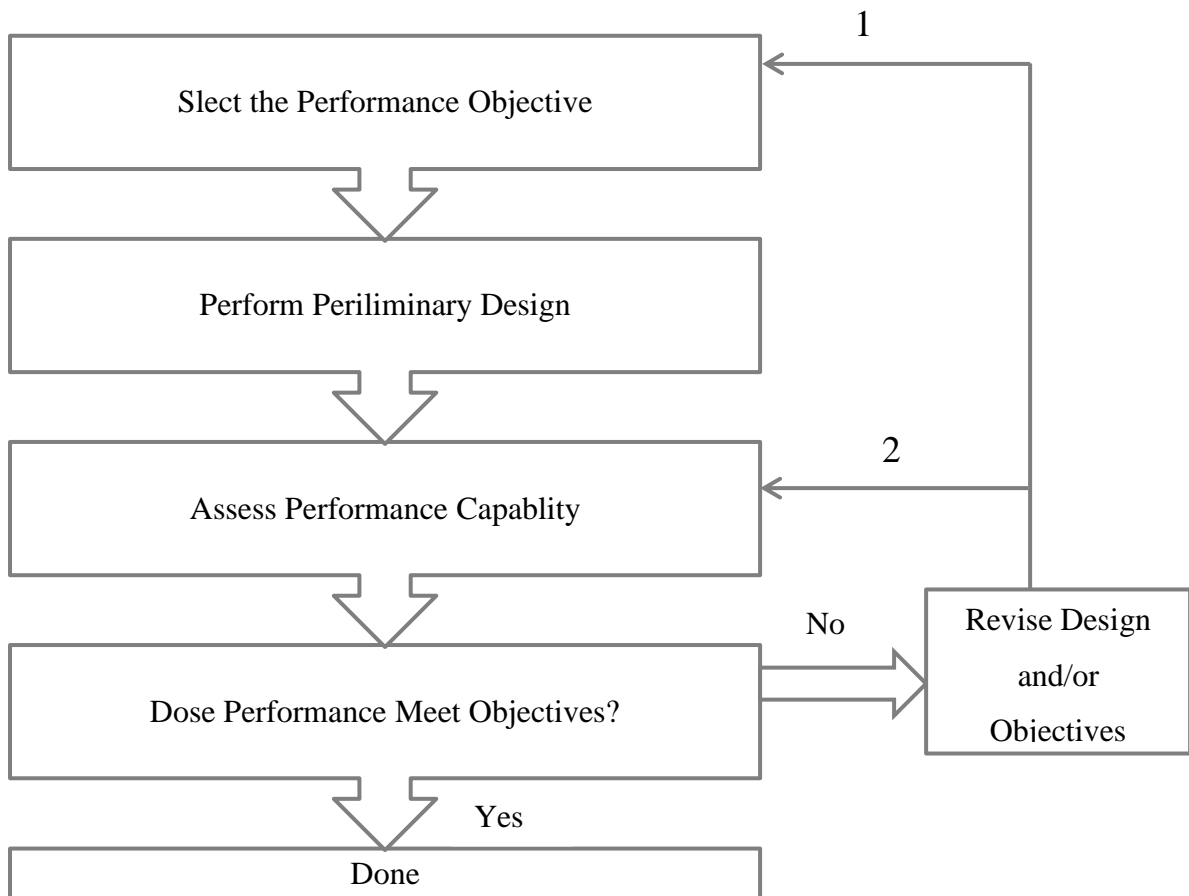 1
Slect the Performance Objective
Perform Periliminary Design
2
Assess Performance Capablity
No
Revise Design
and/or
Objectives
Dose Performance Meet Objectives?
Yes
Done